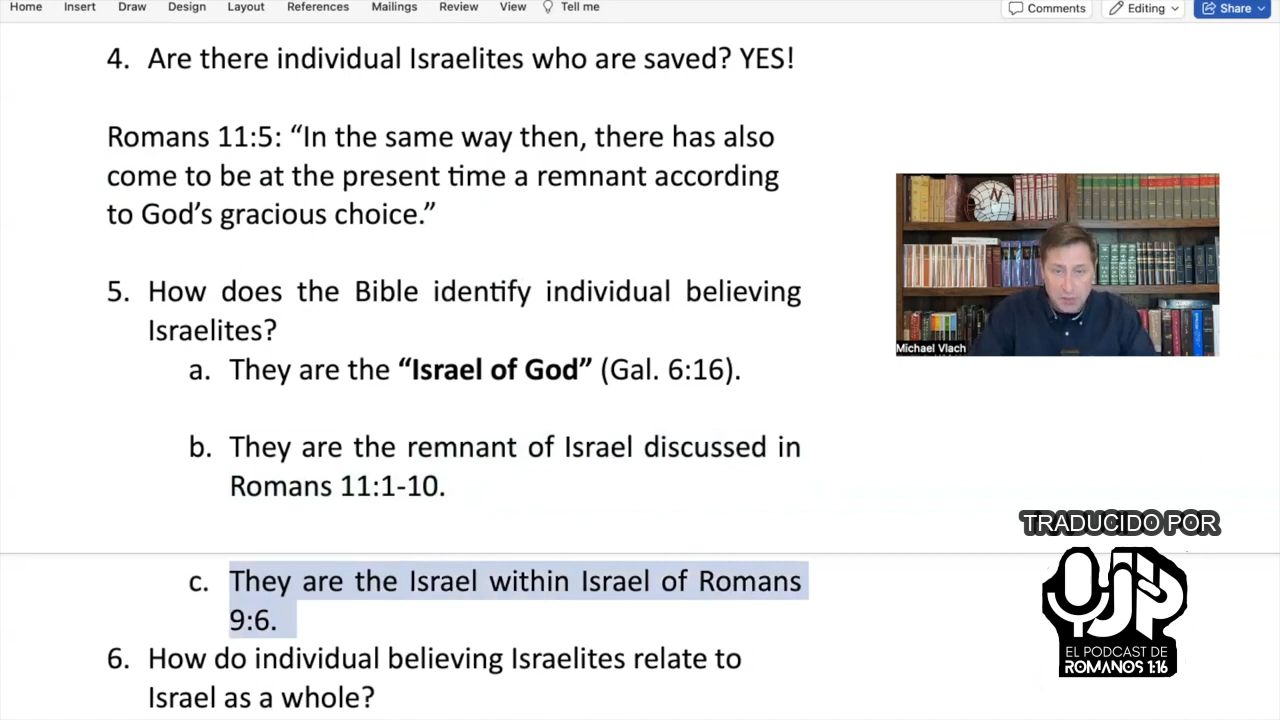 Home Insert Draw Design Layout References Mailings Review View Tell me Comments Editing Share
4. Are there individual Israelites who are saved? YES!
Romans 11:5: “In the same way then, there has also
come to be at the present time a remnant according
to God’s gracious choice.”
5. How does the Bible identify individual believing
Israelites?
a. They are the “Israel of God” (Gal. 6:16).
b. They are the remnant of Israel discussed in
Romans 11:1-10.
c. They are the Israel within Israel of Romans
9:6.
6. How do individual believing Israelites relate to
Israel as a whole?
Michael Vlach
TRADUCIDO POR
EL PODCAST DE
ROMANOS 1:16